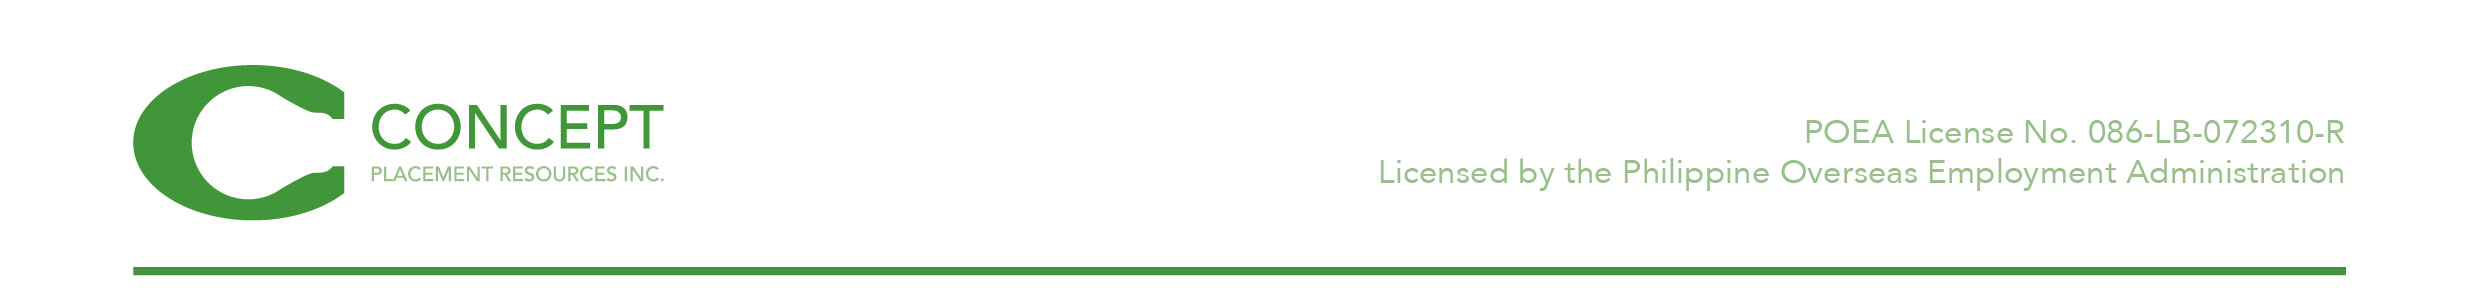 CONCEPT
PLACEMENT RESOURCES INC.
POEA License No. 086-LB-072310-R
Licensed by the Philippine Overseas Employment Administration